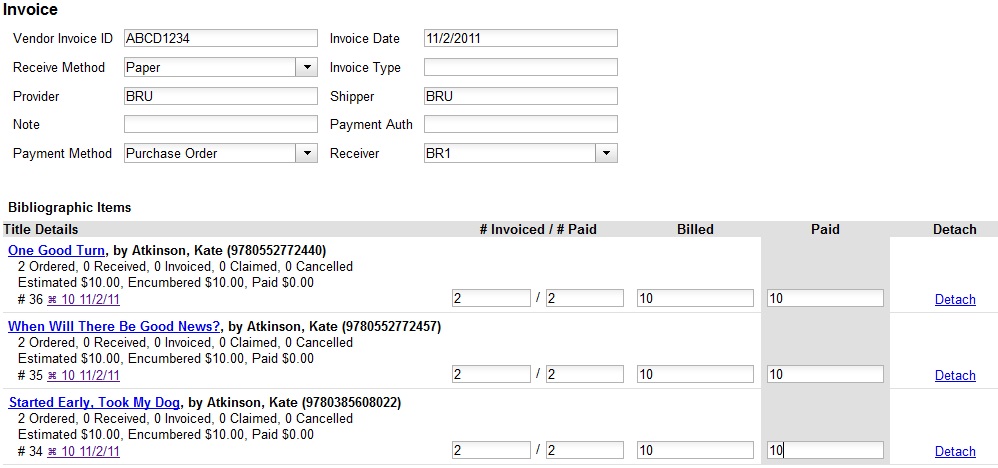 Invoice
Vendor Invoice ID ABCD1234 Invoice Date 11/2/2011
Receive Method Paper Invoice Type
Provider BRU Shipper BRU
Note Payment Auth
Payment Method Purchase Order Receiver BR1
Bibliographic Items
Title Details # Invoiced / # Paid Billed Paid Detach
One Good Turn, by Atkinson, Kate (9780552772440)
2 Ordered, 0 Received, 0 Invoiced, 0 Claimed, 0 Cancelled
Estimated $10.00, Encumbered $10.00, Paid $0.00
# 36 ⌘ 10 11/2/11 2 / 2 10 10 Detach
When Will There Be Good News?, by Atkinson, Kate (9780552772457)
2 Ordered, 0 Received, 0 Invoiced, 0 Claimed, 0 Cancelled
Estimated $10.00, Encumbered $10.00, Paid $0.00
# 35 ⌘ 10 11/2/11 2 / 2 10 10 Detach
Started Early, Took My Dog, by Atkinson, Kate (9780385608022)
2 Ordered, 0 Received, 0 Invoiced, 0 Claimed, 0 Cancelled
Estimated $10.00, Encumbered $10.00, Paid $0.00
# 34 ⌘ 10 11/2/11 2 / 2 10 10 Detach